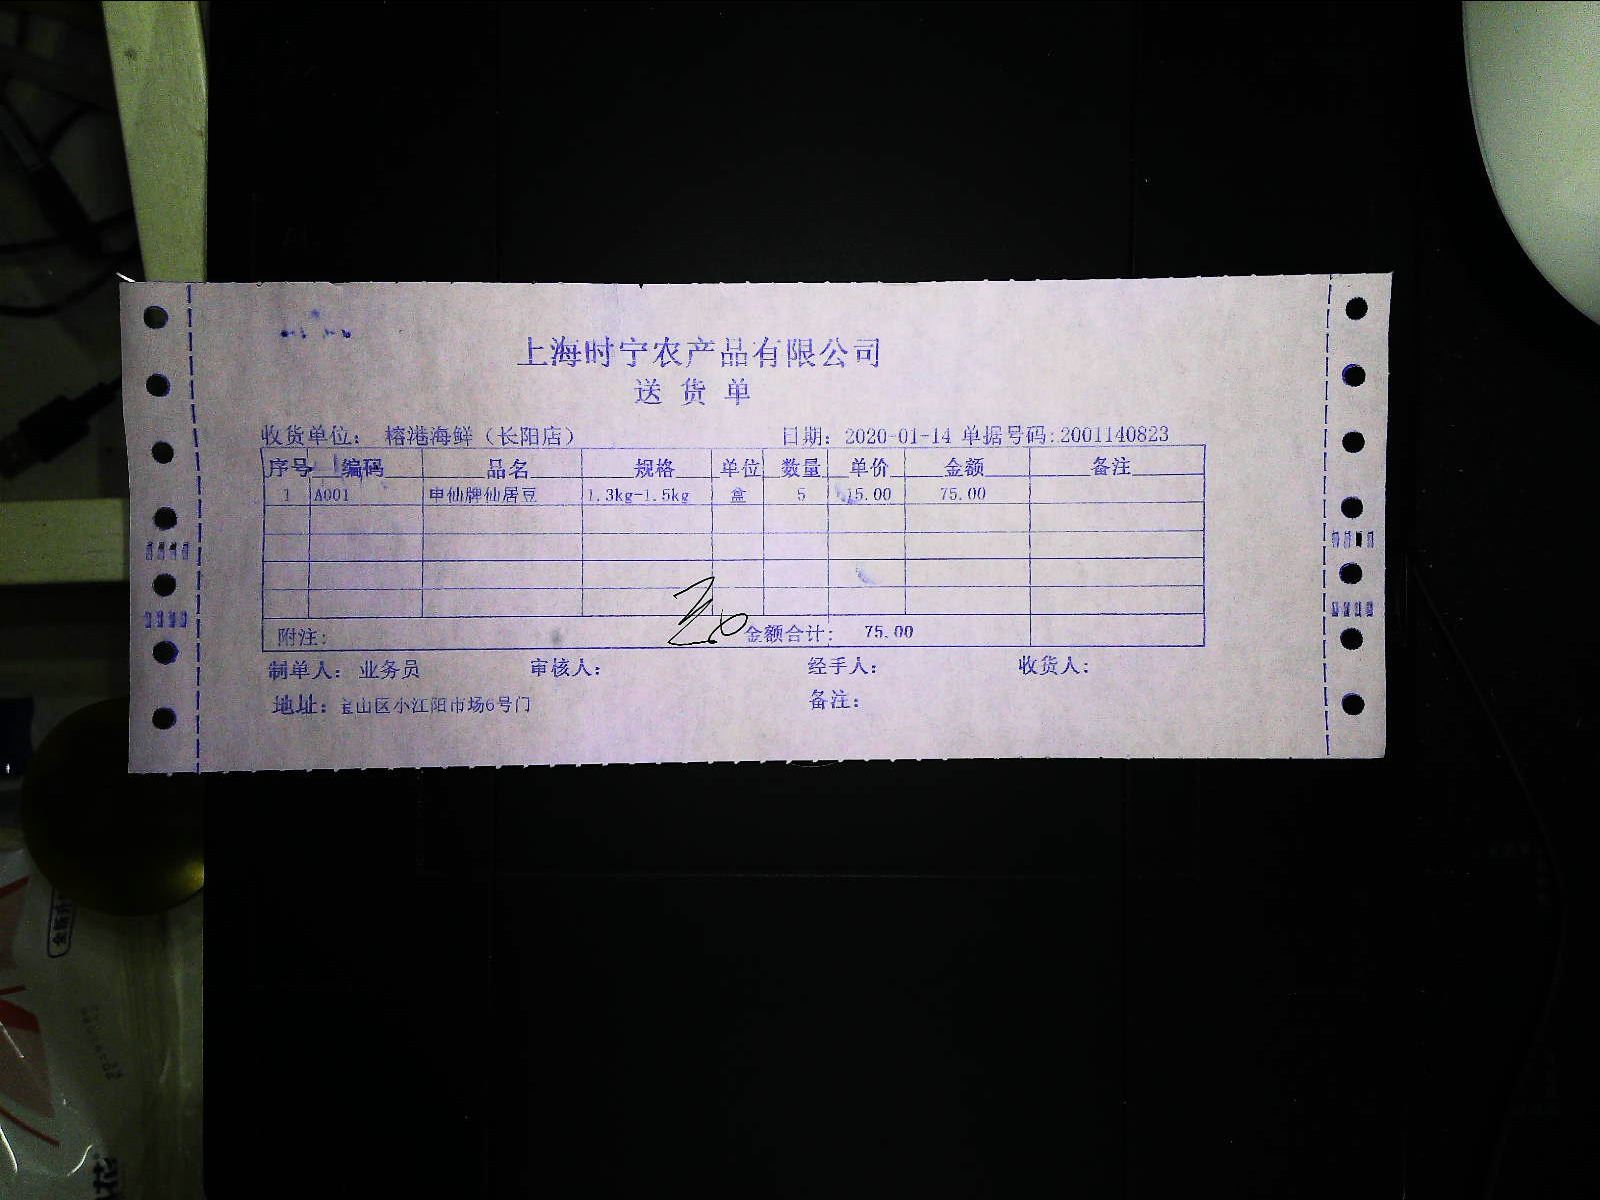 上海时宁农产品有限公司
送货单
收货单位： 榕港海鲜（长阳店） 日期：2020-01-14 单据号码:2001140823
序号 编码 品名 规格 单位 数量 单价 金额 备注
1 A001 申仙牌仙居豆 1.3kg-1.5kg 盒 5 15.00 75.00
附注: 金额合计: 75.00
制单人： 业务员 审核人： 经手人： 收货人：
地址：宝山区小江阳市场6号门 备注：